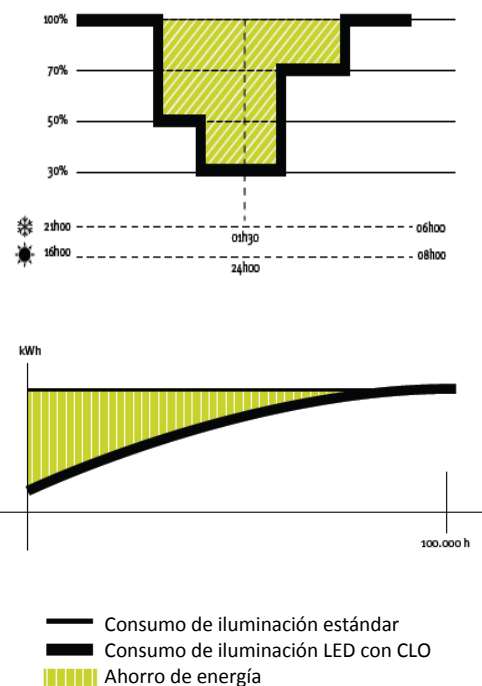 100%
70%
50%
30%
21h00
06h00
01h30
16h00
08h00
24h00
kWh
100.000 h
Consumo de iluminación estándar
Consumo de iluminación LED con CLO
Ahorro de energía